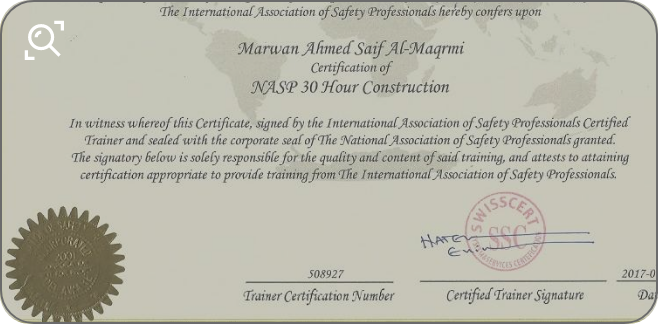 The International Association of Safety Professionals hereby confers upon
Marwan Ahmed Saif Al-Maqrmi
Certification of
NASP 30 Hour Construction
In witness whereof this Certificate, signed by the International Association of Safety Professionals Certified
Trainer and sealed with the corporate seal of The National Association of Safety Professionals granted.
The signatory below is solely responsible for the quality and content of said training, and attests to attaining
certification appropriate to provide training from The International Association of Safety Professionals.
SWISSCERT
SSC
HATEM
508927
2017-0
Trainer Certification Number
Certified Trainer Signature
Da